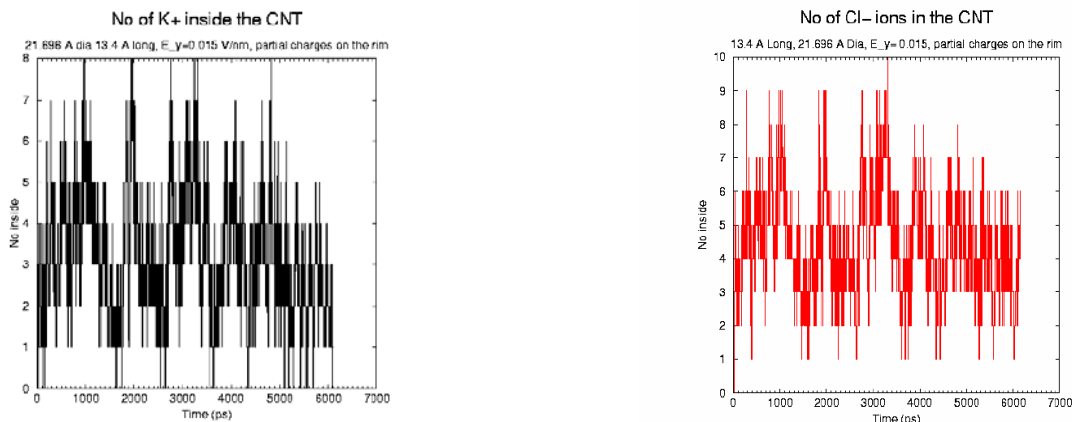 No of K+ inside the CNT
21.696 A dia 13.4 A long, E_y=0.015 V/nm, partial charges on the rim
8
7
6
5
4
3
2
1
0
No inside
0 1000 2000 3000 4000 5000 6000 7000
Time (ps)
No of Cl− ions in the CNT
13.4 A Long, 21.696 A Dia, E_y= 0.015, partial charges on the rim
10
9
8
7
6
5
4
3
2
1
0
No inside
0 1000 2000 3000 4000 5000 6000 7000
Time (ps)